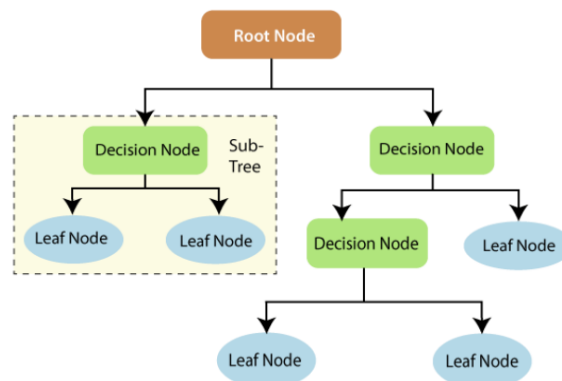 Root Node
Decision Node
Sub-
Tree
Decision Node
Leaf Node
Leaf Node
Decision Node
Leaf Node
Leaf Node
Leaf Node